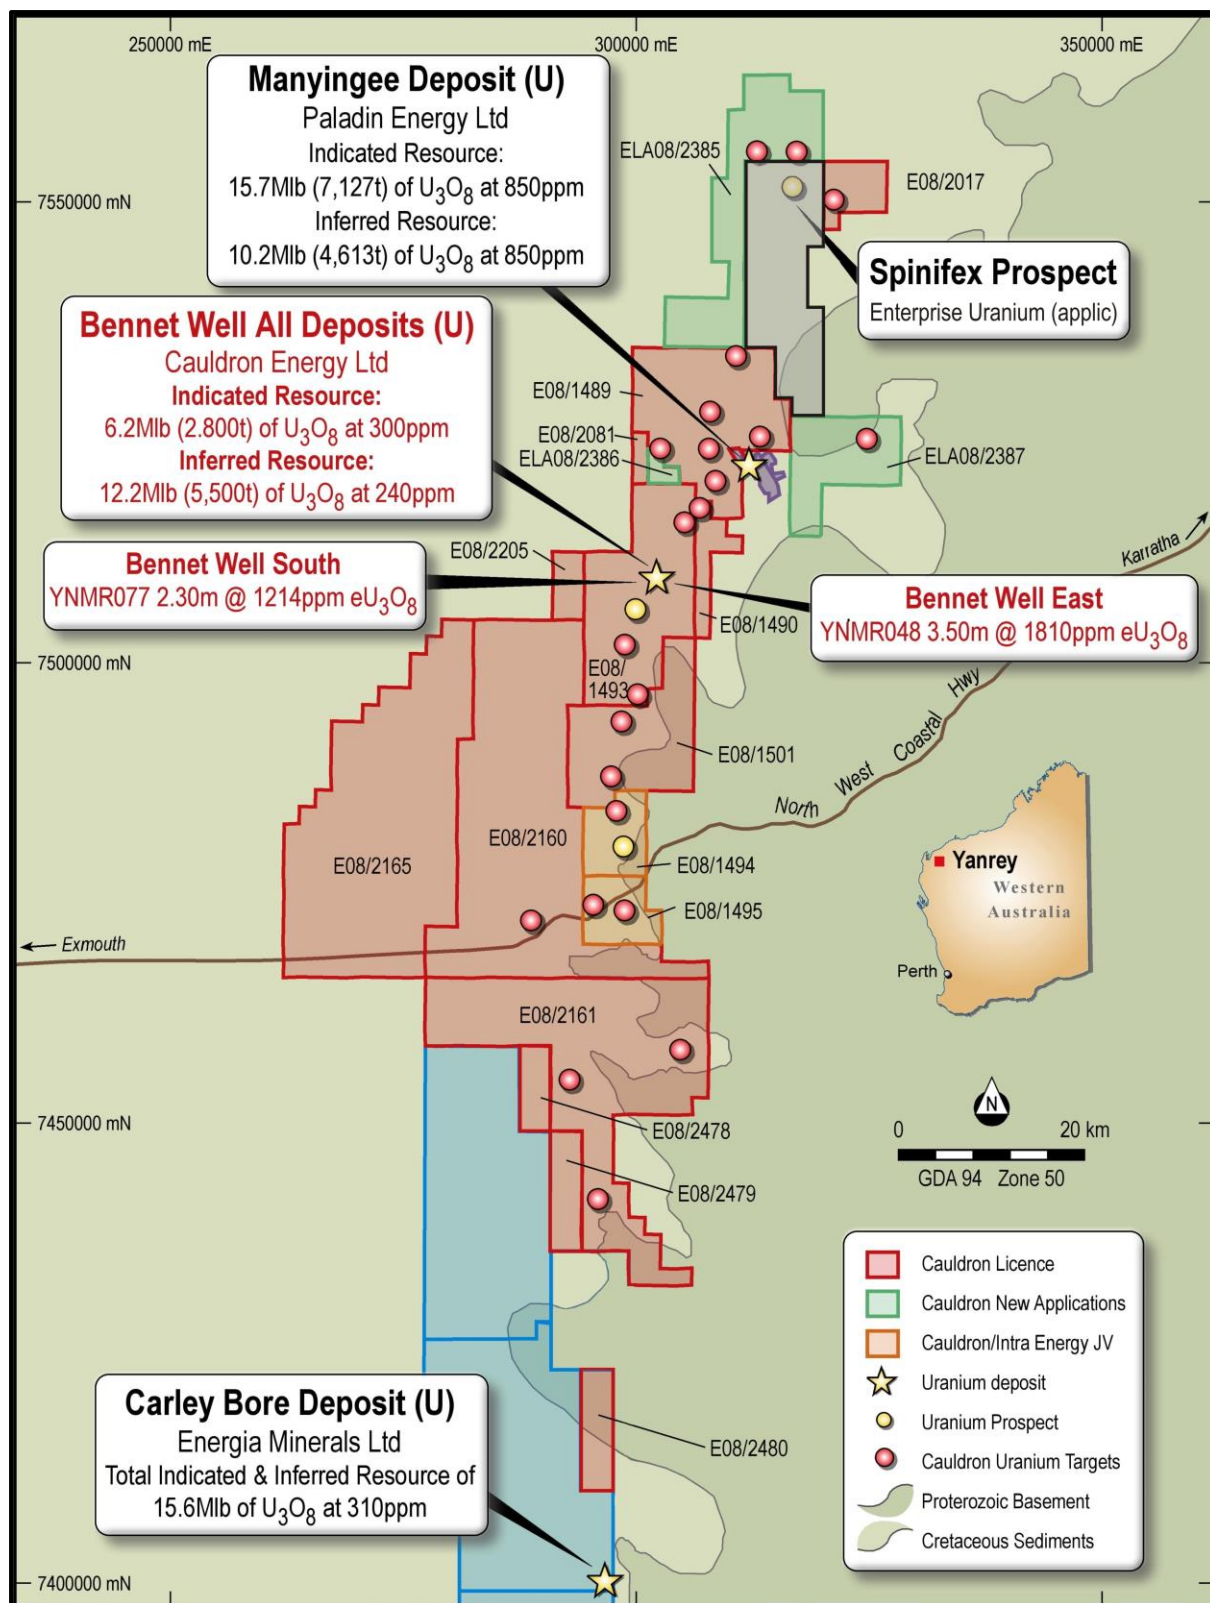 250000 mE
300000 mE
350000 mE
Manyingee Deposit (U)
Paladin Energy Ltd
Indicated Resource:
15.7Mlb (7,127t) of U₃O₈ at 850ppm
Inferred Resource:
10.2Mlb (4,613t) of U₃O₈ at 850ppm
ELA08/2385
E08/2017
7550000 mN
Spinifex Prospect
Enterprise Uranium (applic)
Bennet Well All Deposits (U)
Cauldron Energy Ltd
Indicated Resource:
6.2Mlb (2.800t) of U₃O₈ at 300ppm
Inferred Resource:
12.2Mlb (5,500t) of U₃O₈ at 240ppm
E08/1489
E08/2081
ELA08/2386
ELA08/2387
Karratha
E08/2205
Bennet Well South
YNMR077 2.30m @ 1214ppm eU₃O₈
Bennet Well East
YNMR048 3.50m @ 1810ppm eU₃O₈
E08/1490
7500000 mN
E08/
1493
E08/1501
North West Coastal Hwy
E08/2160
E08/2165
E08/1494
E08/1495
Yanrey
Western
Australia
Perth
Exmouth
E08/2161
N
0 20 km
GDA 94 Zone 50
7450000 mN
E08/2478
E08/2479
Cauldron Licence
Cauldron New Applications
Cauldron/Intra Energy JV
Uranium deposit
Uranium Prospect
Cauldron Uranium Targets
Proterozoic Basement
Cretaceous Sediments
Carley Bore Deposit (U)
Energia Minerals Ltd
Total Indicated & Inferred Resource of
15.6Mlb of U₃O₈ at 310ppm
E08/2480
7400000 mN